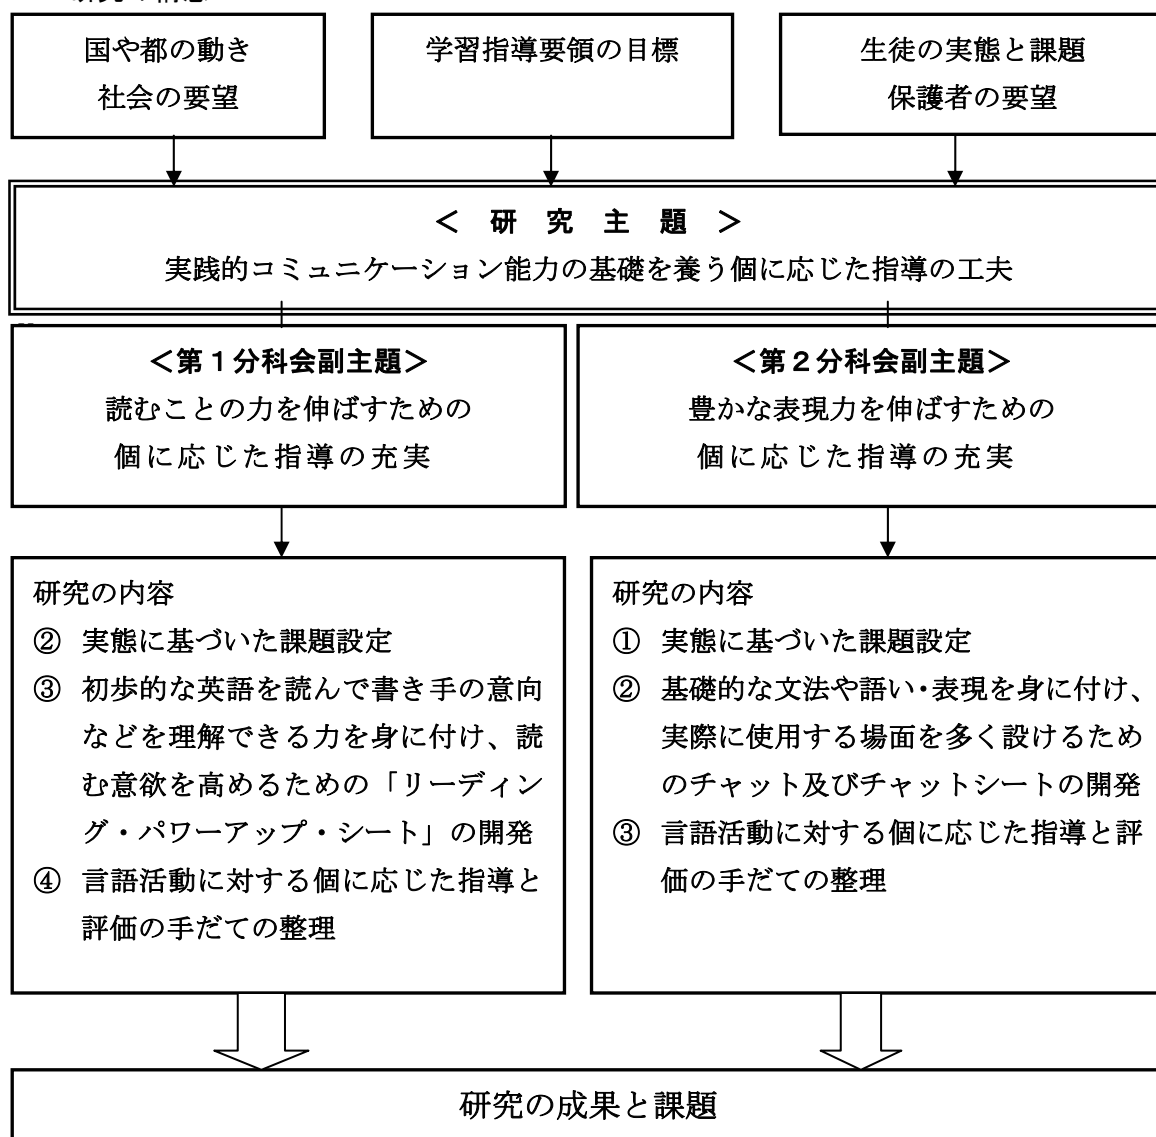 国や都の動き
社会の要望
学習指導要領の目標
生徒の実態と課題
保護者の要望
＜　研　究　主　題　＞
実践的コミュニケーション能力の基礎を養う個に応じた指導の工夫
＜第１分科会副主題＞
読むことの力を伸ばすための
個に応じた指導の充実
＜第２分科会副主題＞
豊かな表現力を伸ばすための
個に応じた指導の充実
研究の内容
② 実態に基づいた課題設定
③ 初歩的な英語を読んで書き手の意向
などを理解できる力を身に付け、読
む意欲を高めるための「リーディン
グ・パワーアップ・シート」の開発
④ 言語活動に対する個に応じた指導と
評価の手だての整理
研究の内容
① 実態に基づいた課題設定
② 基礎的な文法や語い・表現を身に付け、
実際に使用する場面を多く設けるため
のチャット及びチャットシートの開発
③ 言語活動に対する個に応じた指導と評
価の手だての整理
研究の成果と課題